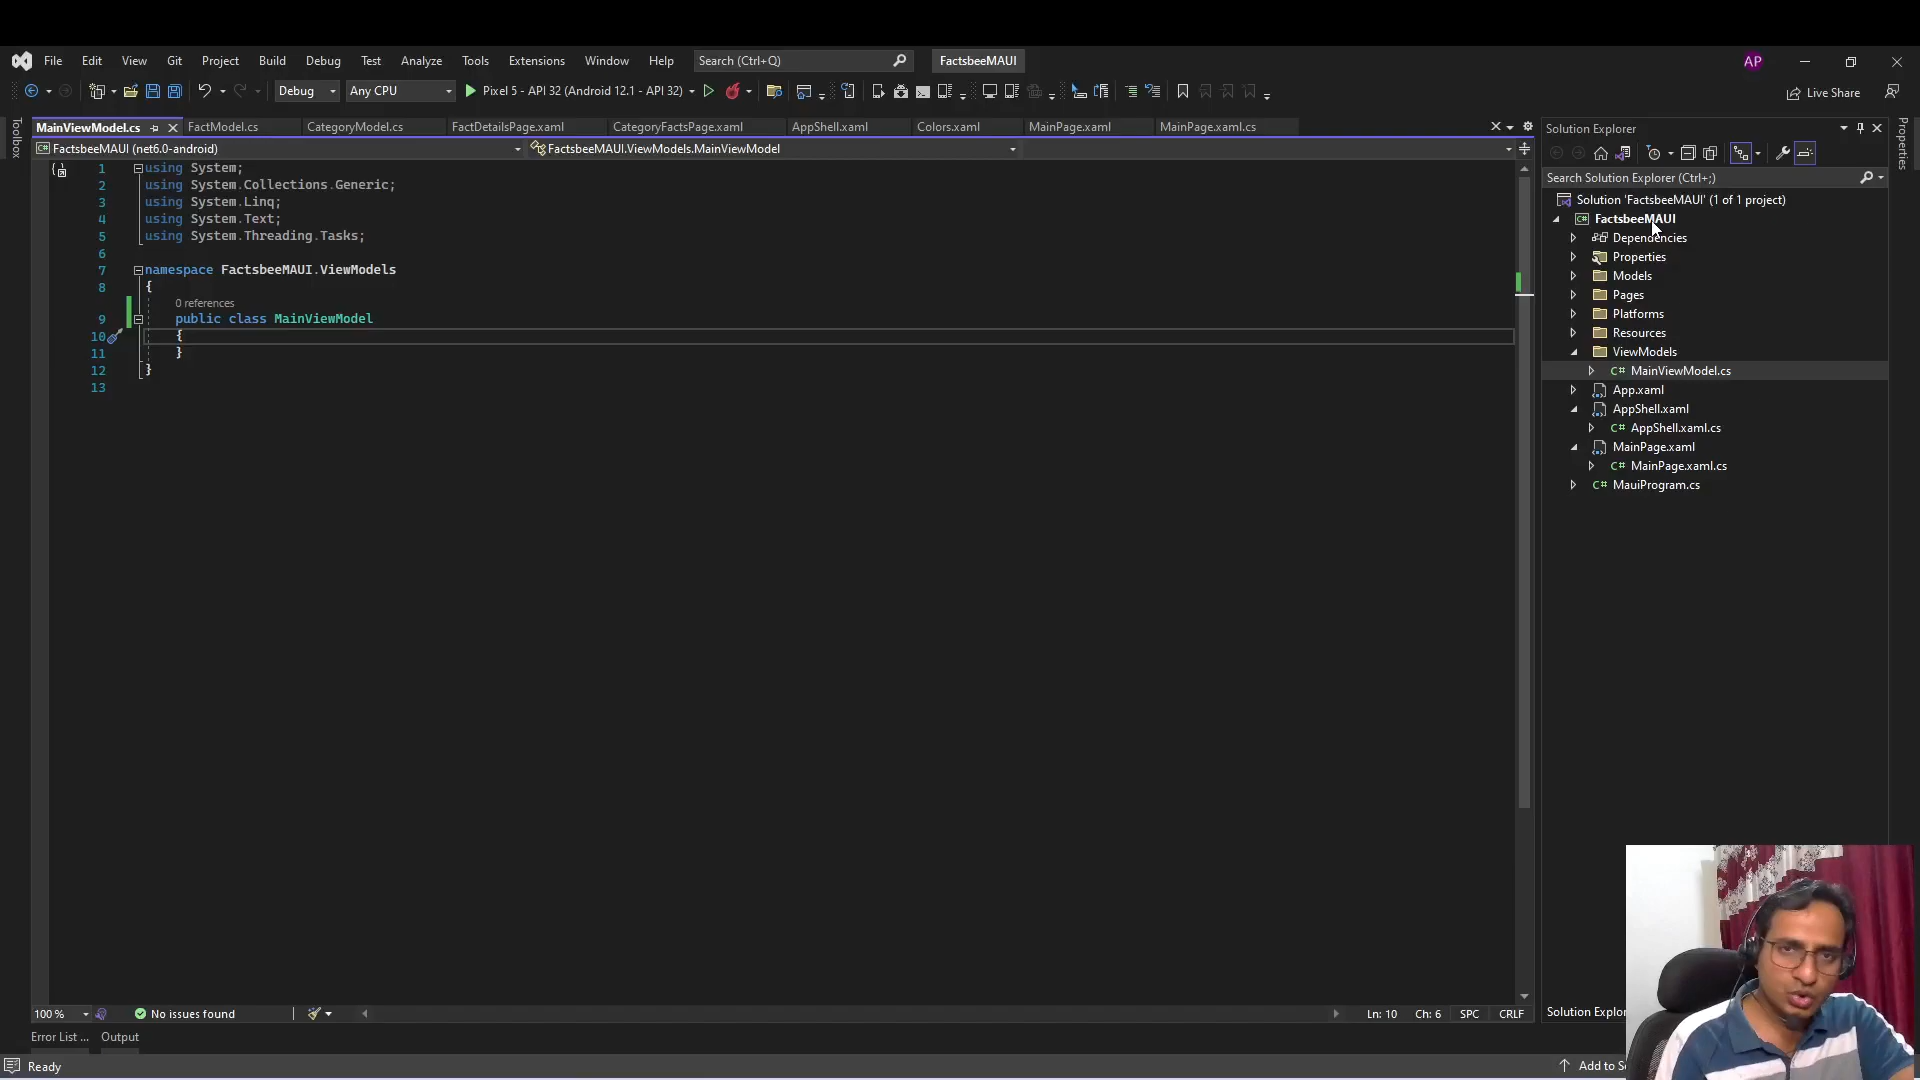 File Edit View Git Project Build Debug Test Analyze Tools Extensions Window Help Search (Ctrl+Q) FactsbeeMAUI AP
Debug Any CPU Pixel 5 - API 32 (Android 12.1 - API 32) Live Share
Toolbox
MainViewModel.cs FactModel.cs CategoryModel.cs FactDetailsPage.xaml CategoryFactsPage.xaml AppShell.xaml Colors.xaml MainPage.xaml MainPage.xaml.cs
FactsbeeMAUI (net6.0-android) FactsbeeMAUI.ViewModels.MainViewModel
1 using System;
2 using System.Collections.Generic;
3 using System.Linq;
4 using System.Text;
5 using System.Threading.Tasks;
6
7 namespace FactsbeeMAUI.ViewModels
8 {
0 references
9 public class MainViewModel
10 {
11 }
12 }
13
100 % No issues found Ln: 10 Ch: 6 SPC CRLF
Error List ... Output
Ready
Solution Explorer
Search Solution Explorer (Ctrl+;)
Solution 'FactsbeeMAUI' (1 of 1 project)
FactsbeeMAUI
Dependencies
Properties
Models
Pages
Platforms
Resources
ViewModels
C# MainViewModel.cs
App.xaml
AppShell.xaml
C# AppShell.xaml.cs
MainPage.xaml
C# MainPage.xaml.cs
C# MauiProgram.cs
Solution Explor
Add to S
Properties